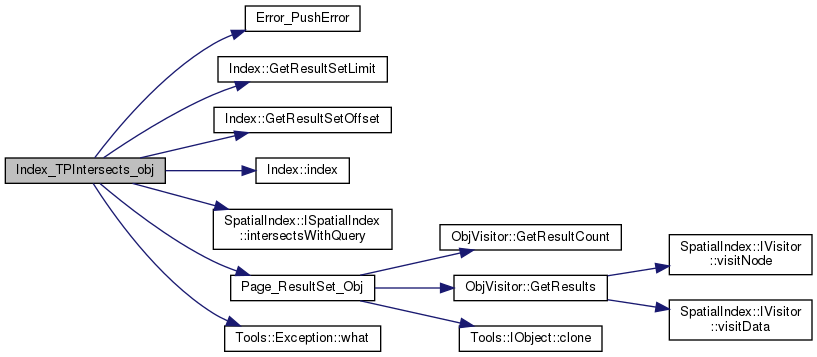 Error_PushError
Index::GetResultSetLimit
Index::GetResultSetOffset
Index_TPIntersects_obj
Index::index
SpatialIndex::ISpatialIndex
::intersectsWithQuery
ObjVisitor::GetResultCount
SpatialIndex::IVisitor
::visitNode
Page_ResultSet_Obj
ObjVisitor::GetResults
SpatialIndex::IVisitor
::visitData
Tools::Exception::what
Tools::IObject::clone